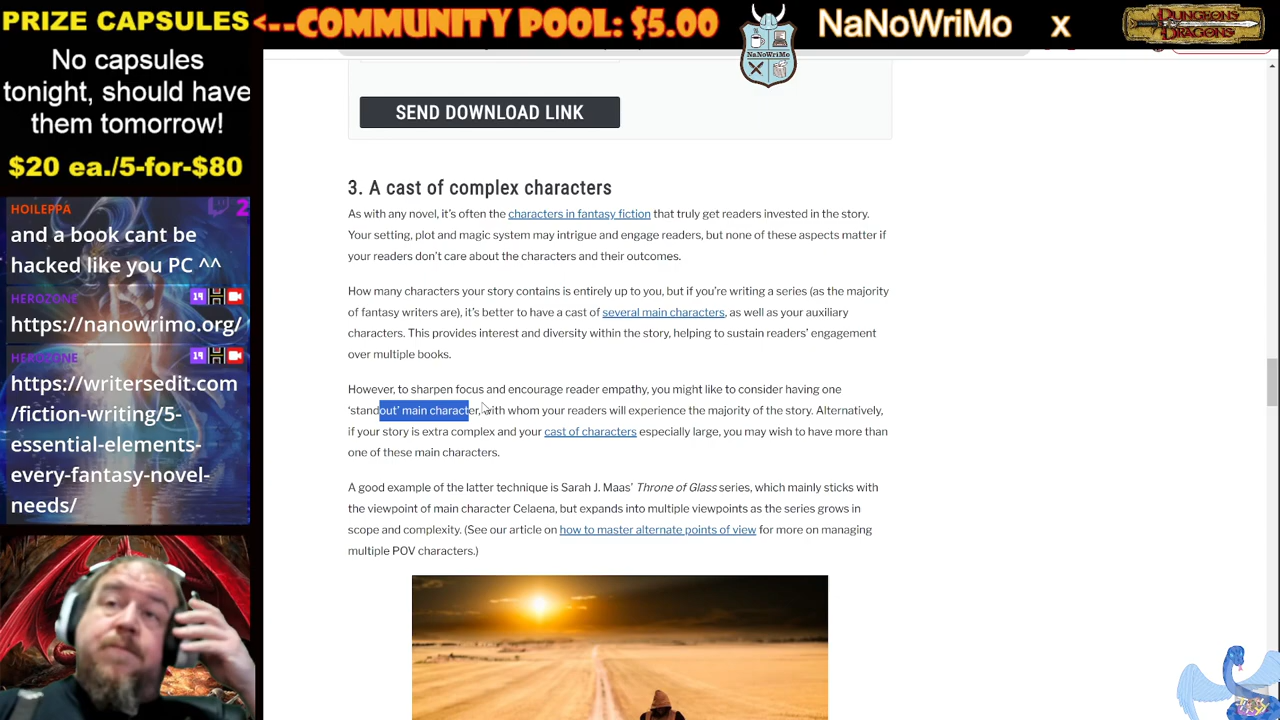 PRIZE CAPSULES
<--COMMUNITY POOL: $5.00
NaNoWriMo
NaNoWriMo
x
DUNGEONS
DRAGONS
No capsules
tonight, should have
them tomorrow!
$20 ea./5-for-$80
HOILEPPA
and a book cant be
hacked like you PC ^^
HEROZONE
https://nanowrimo.org/
HEROZONE
https://writersedit.com
/fiction-writing/5-
essential-elements-
every-fantasy-novel-
needs/
SEND DOWNLOAD LINK
3. A cast of complex characters
As with any novel, it’s often the characters in fantasy fiction that truly get readers invested in the story.
Your setting, plot and magic system may intrigue and engage readers, but none of these aspects matter if
your readers don’t care about the characters and their outcomes.
How many characters your story contains is entirely up to you, but if you’re writing a series (as the majority
of fantasy writers are), it’s better to have a cast of several main characters, as well as your auxiliary
characters. This provides interest and diversity within the story, helping to sustain readers’ engagement
over multiple books.
However, to sharpen focus and encourage reader empathy, you might like to consider having one
‘standout’ main character, with whom your readers will experience the majority of the story. Alternatively,
if your story is extra complex and your cast of characters especially large, you may wish to have more than
one of these main characters.
A good example of the latter technique is Sarah J. Maas’ Throne of Glass series, which mainly sticks with
the viewpoint of main character Celaena, but expands into multiple viewpoints as the series grows in
scope and complexity. (See our article on how to master alternate points of view for more on managing
multiple POV characters.)